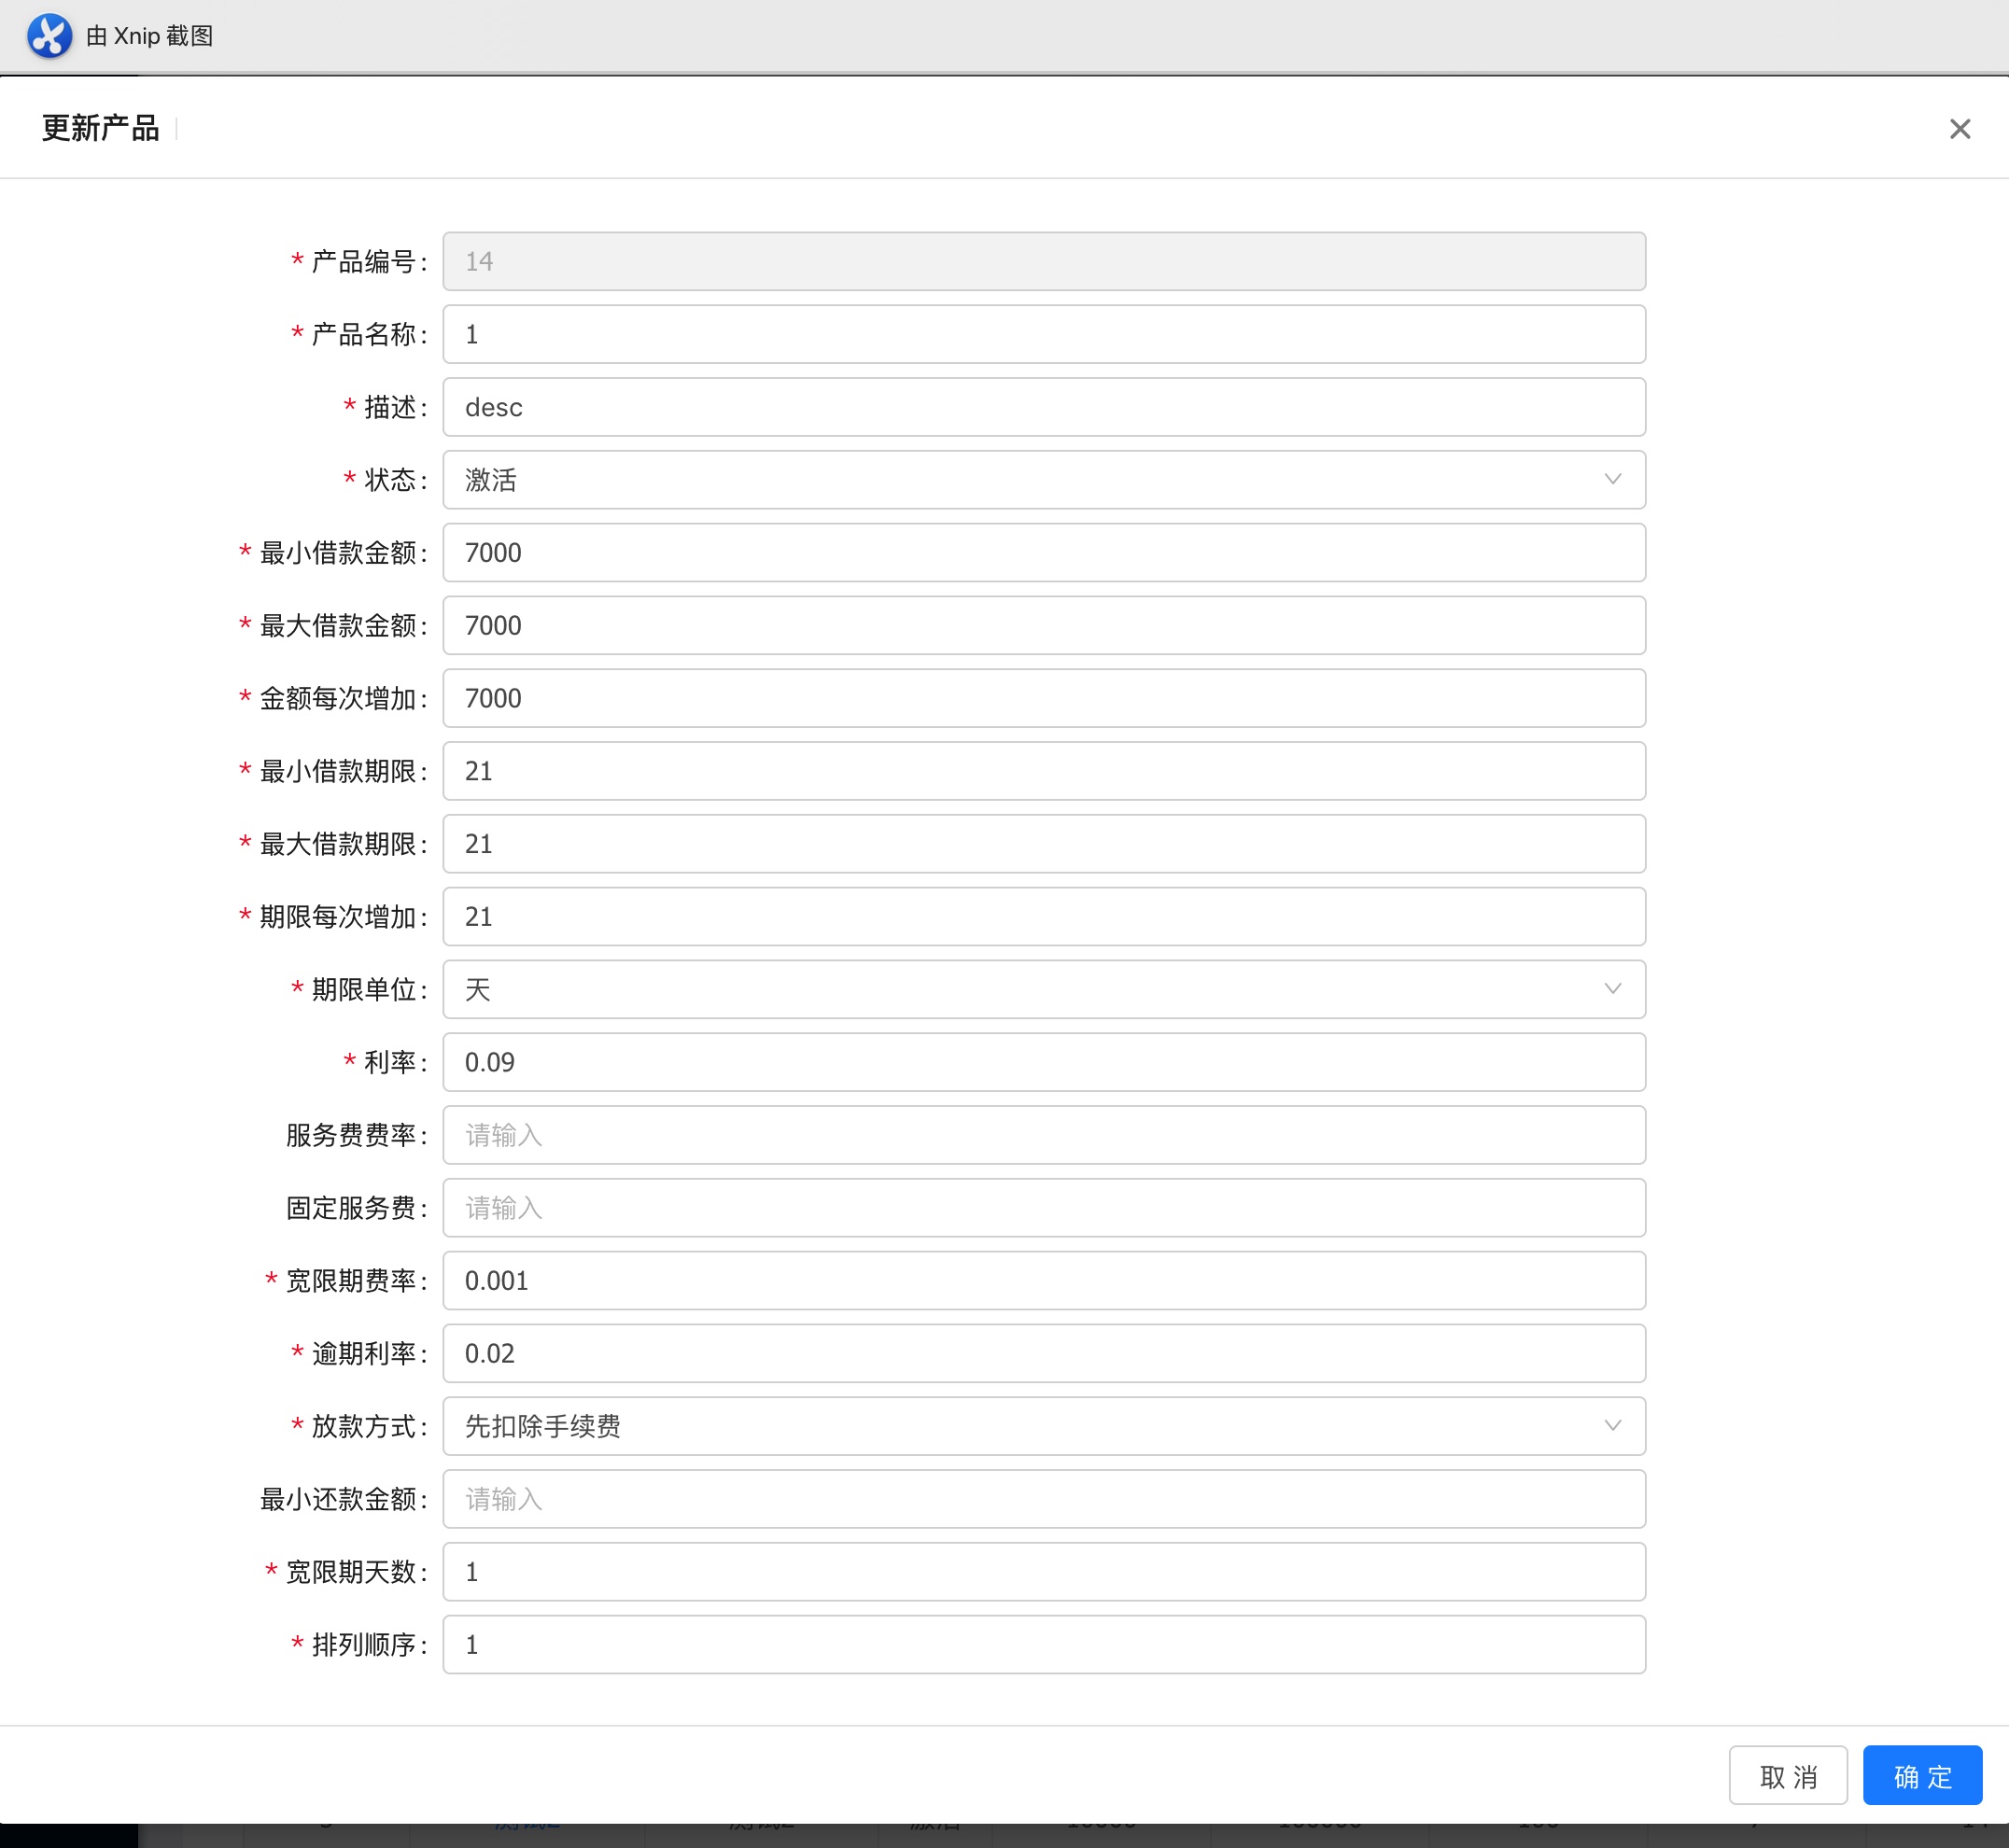 由 Xnip 截图
更新产品
* 产品编号: 14
* 产品名称: 1
* 描述: desc
* 状态: 激活
* 最小借款金额: 7000
* 最大借款金额: 7000
* 金额每次增加: 7000
* 最小借款期限: 21
* 最大借款期限: 21
* 期限每次增加: 21
* 期限单位: 天
* 利率: 0.09
服务费费率: 请输入
固定服务费: 请输入
* 宽限期费率: 0.001
* 逾期利率: 0.02
* 放款方式: 先扣除手续费
最小还款金额: 请输入
* 宽限期天数: 1
* 排列顺序: 1
取 消 确 定